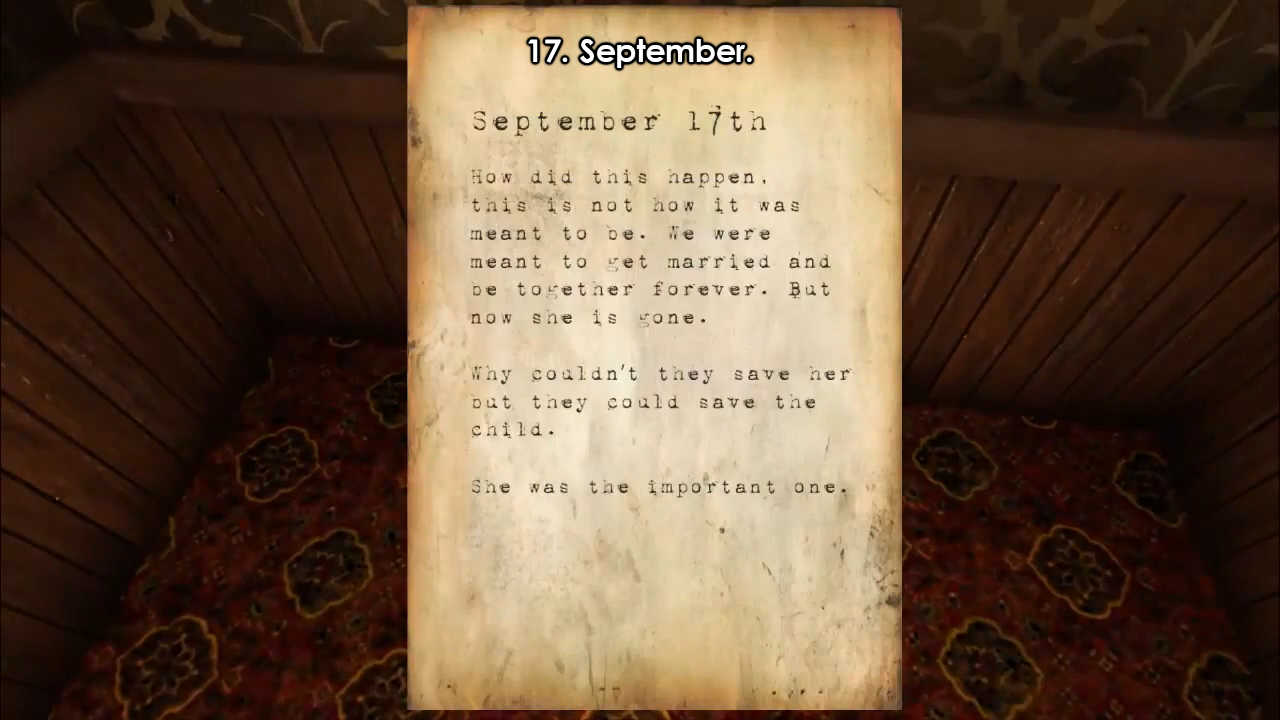 17. September.
September 17th
How did this happen,
this is not how it was
meant to be. We were
meant to get married and
be together forever. But
now she is gone.
Why couldn't they save her
but they could save the
child.
She was the important one.